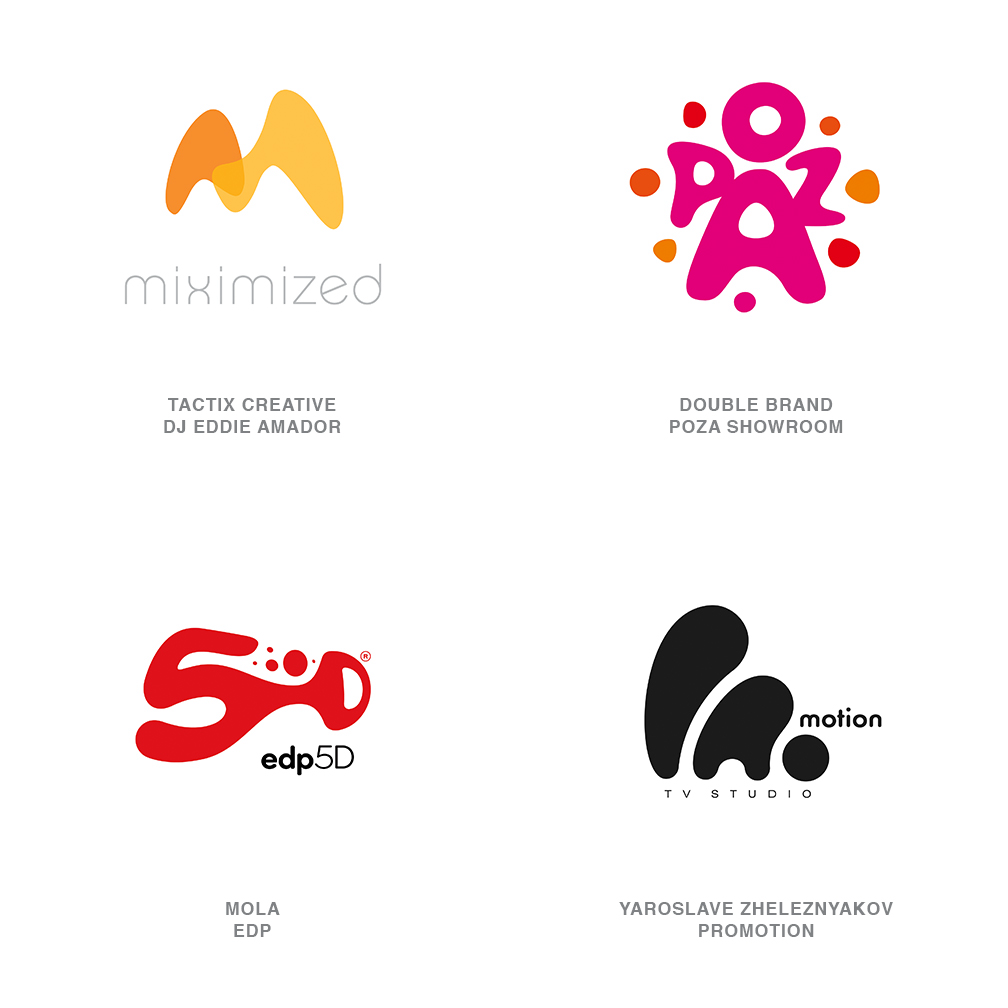 miximized
TACTIX CREATIVE
DJ EDDIE AMADOR
POZA
DOUBLE BRAND
POZA SHOWROOM
5D®
edp5D
MOLA
EDP
motion
TV STUDIO
YAROSLAVE ZHELEZNYAKOV
PROMOTION